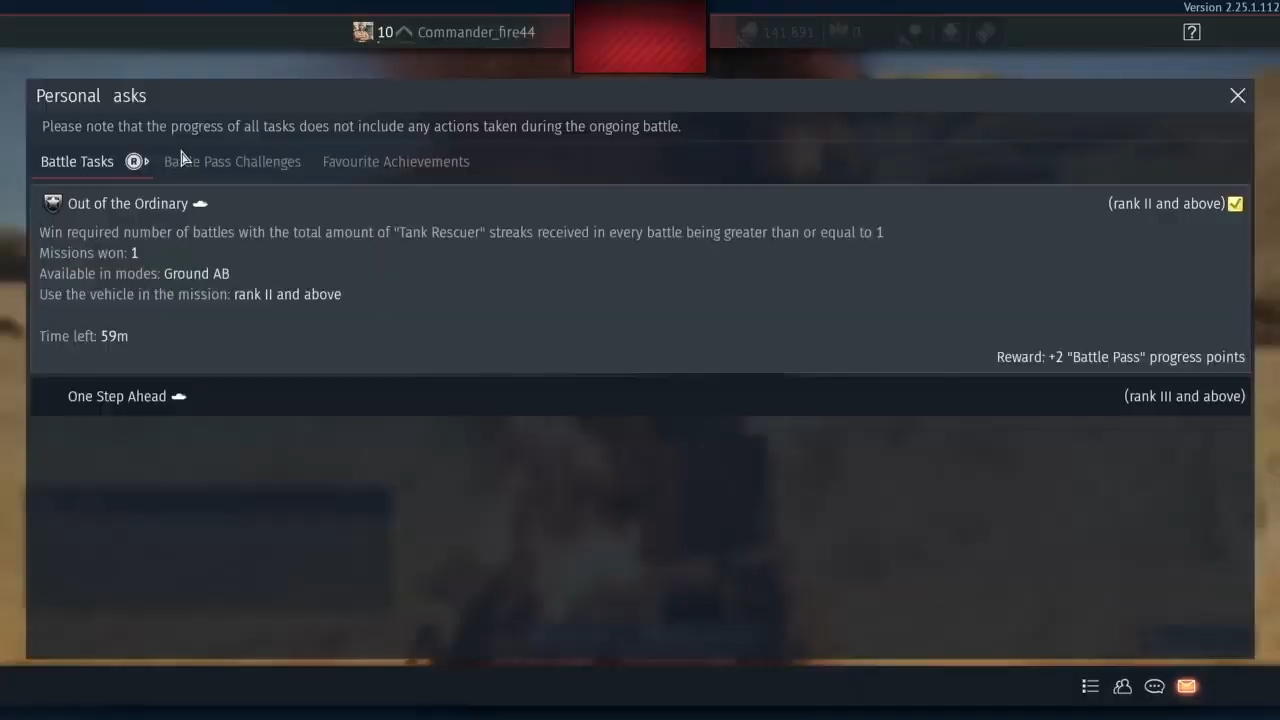 Version 2.25.1.112
10 Commander_fire44
141 891
0
?
Personal asks
Please note that the progress of all tasks does not include any actions taken during the ongoing battle.
Battle Tasks R Battle Pass Challenges Favourite Achievements
Out of the Ordinary (rank II and above)
Win required number of battles with the total amount of "Tank Rescuer" streaks received in every battle being greater than or equal to 1
Missions won: 1
Available in modes: Ground AB
Use the vehicle in the mission: rank II and above
Time left: 59m
Reward: +2 "Battle Pass" progress points
One Step Ahead (rank III and above)